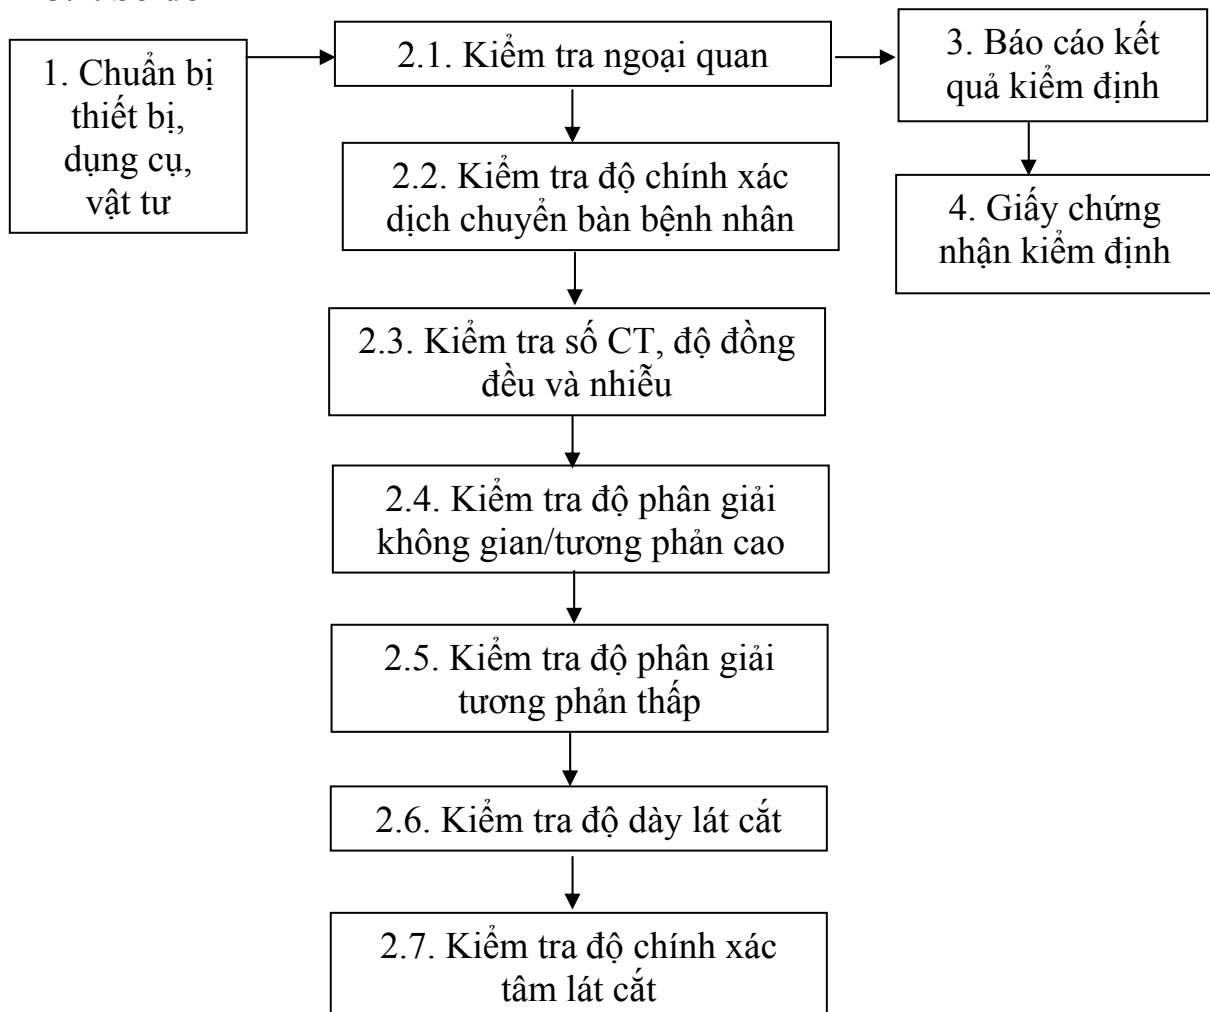 1. Chuẩn bị
thiết bị,
dụng cụ,
vật tư
2.1. Kiểm tra ngoại quan
2.2. Kiểm tra độ chính xác
dịch chuyển bàn bệnh nhân
2.3. Kiểm tra số CT, độ đồng
đều và nhiễu
2.4. Kiểm tra độ phân giải
không gian/tương phản cao
2.5. Kiểm tra độ phân giải
tương phản thấp
2.6. Kiểm tra độ dày lát cắt
2.7. Kiểm tra độ chính xác
tâm lát cắt
3. Báo cáo kết
quả kiểm định
4. Giấy chứng
nhận kiểm định